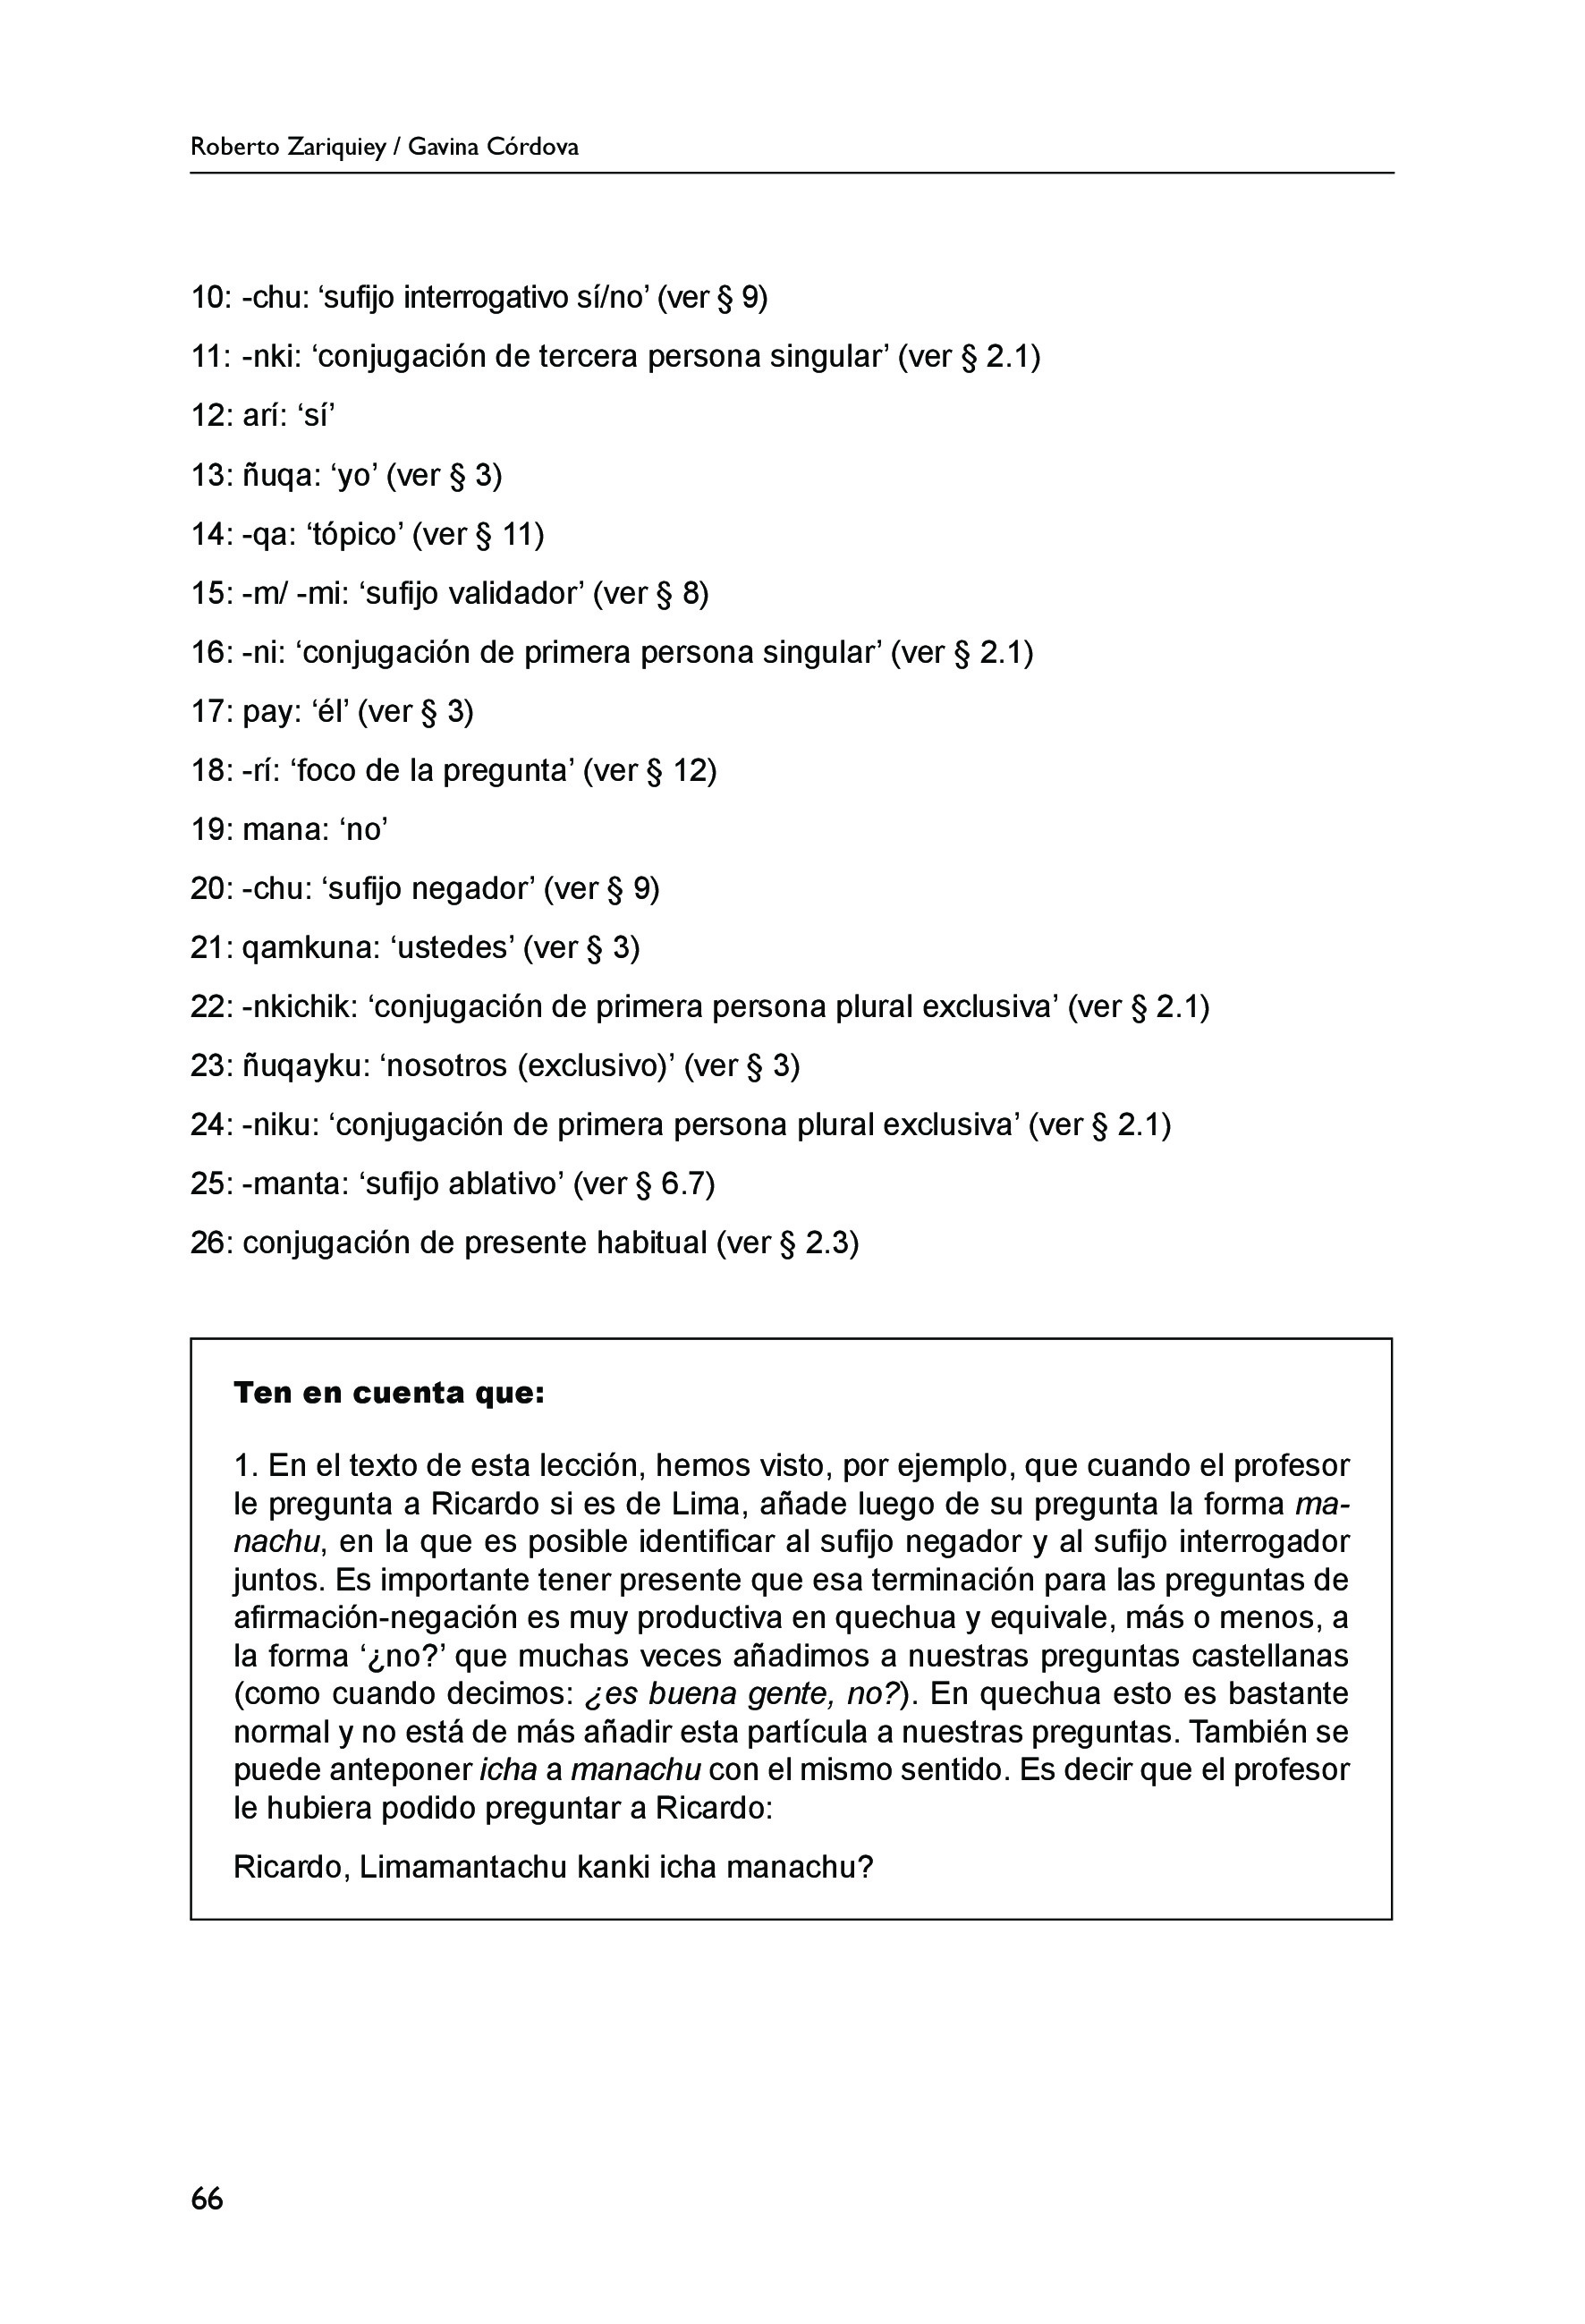 Roberto Zariquiey / Gavina Córdova
10: -chu: ‘sufijo interrogativo sí/no’ (ver § 9)
11: -nki: ‘conjugación de tercera persona singular’ (ver § 2.1)
12: arí: ‘sí’
13: ñuqa: ‘yo’ (ver § 3)
14: -qa: ‘tópico’ (ver § 11)
15: -m/ -mi: ‘sufijo validador’ (ver § 8)
16: -ni: ‘conjugación de primera persona singular’ (ver § 2.1)
17: pay: ‘él’ (ver § 3)
18: -rí: ‘foco de la pregunta’ (ver § 12)
19: mana: ‘no’
20: -chu: ‘sufijo negador’ (ver § 9)
21: qamkuna: ‘ustedes’ (ver § 3)
22: -nkichik: ‘conjugación de primera persona plural exclusiva’ (ver § 2.1)
23: ñuqayku: ‘nosotros (exclusivo)’ (ver § 3)
24: -niku: ‘conjugación de primera persona plural exclusiva’ (ver § 2.1)
25: -manta: ‘sufijo ablativo’ (ver § 6.7)
26: conjugación de presente habitual (ver § 2.3)
Ten en cuenta que:
1. En el texto de esta lección, hemos visto, por ejemplo, que cuando el profesor
le pregunta a Ricardo si es de Lima, añade luego de su pregunta la forma ma-
nachu, en la que es posible identificar al sufijo negador y al sufijo interrogador
juntos. Es importante tener presente que esa terminación para las preguntas de
afirmación-negación es muy productiva en quechua y equivale, más o menos, a
la forma ‘¿no?’ que muchas veces añadimos a nuestras preguntas castellanas
(como cuando decimos: ¿es buena gente, no?). En quechua esto es bastante
normal y no está de más añadir esta partícula a nuestras preguntas. También se
puede anteponer icha a manachu con el mismo sentido. Es decir que el profesor
le hubiera podido preguntar a Ricardo:
Ricardo, Limamantachu kanki icha manachu?
66